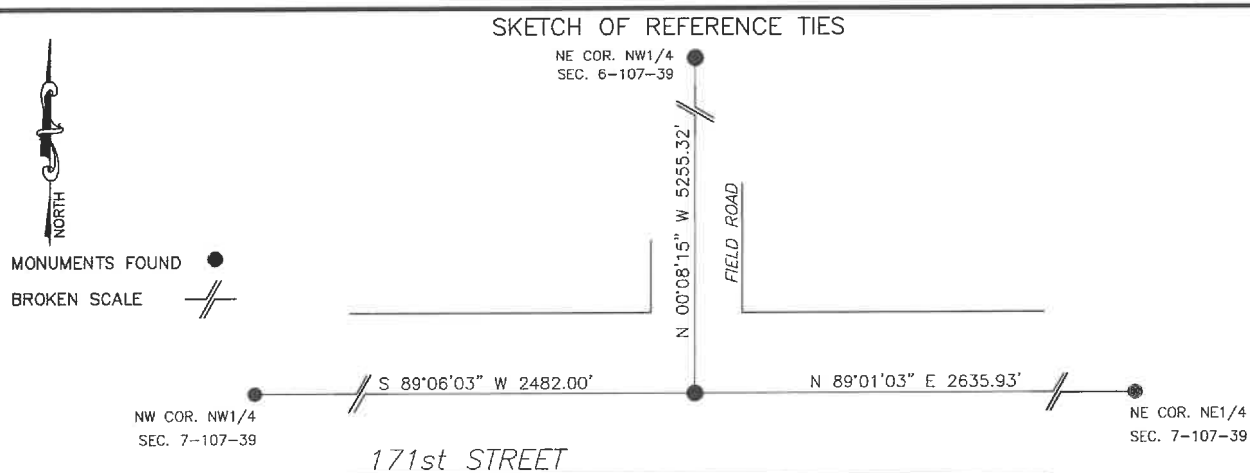 SKETCH OF REFERENCE TIES
NE COR. NW1/4
SEC. 6-107-39
NORTH
MONUMENTS FOUND
BROKEN SCALE
N 00°08'15" W 5255.32'
FIELD ROAD
S 89°06'03" W 2482.00'
N 89°01'03" E 2635.93'
NW COR. NW1/4
SEC. 7-107-39
NE COR. NE1/4
SEC. 7-107-39
171st STREET